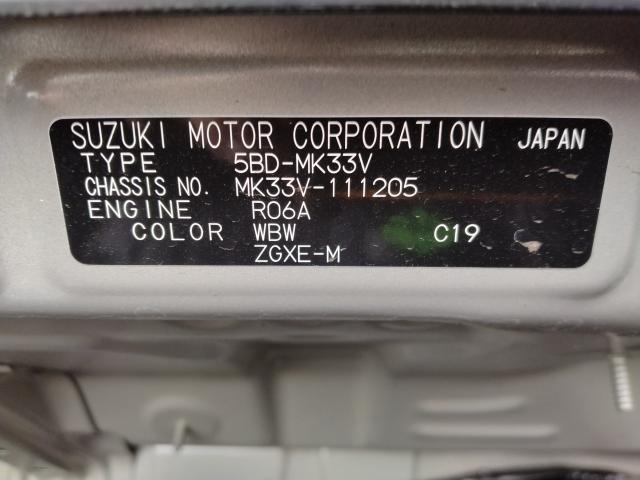 SUZUKI MOTOR CORPORATION JAPAN
TYPE 5BD-MK33V
CHASSIS NO. MK33V-111205
ENGINE R06A
COLOR WBW C19
ZGXE-M